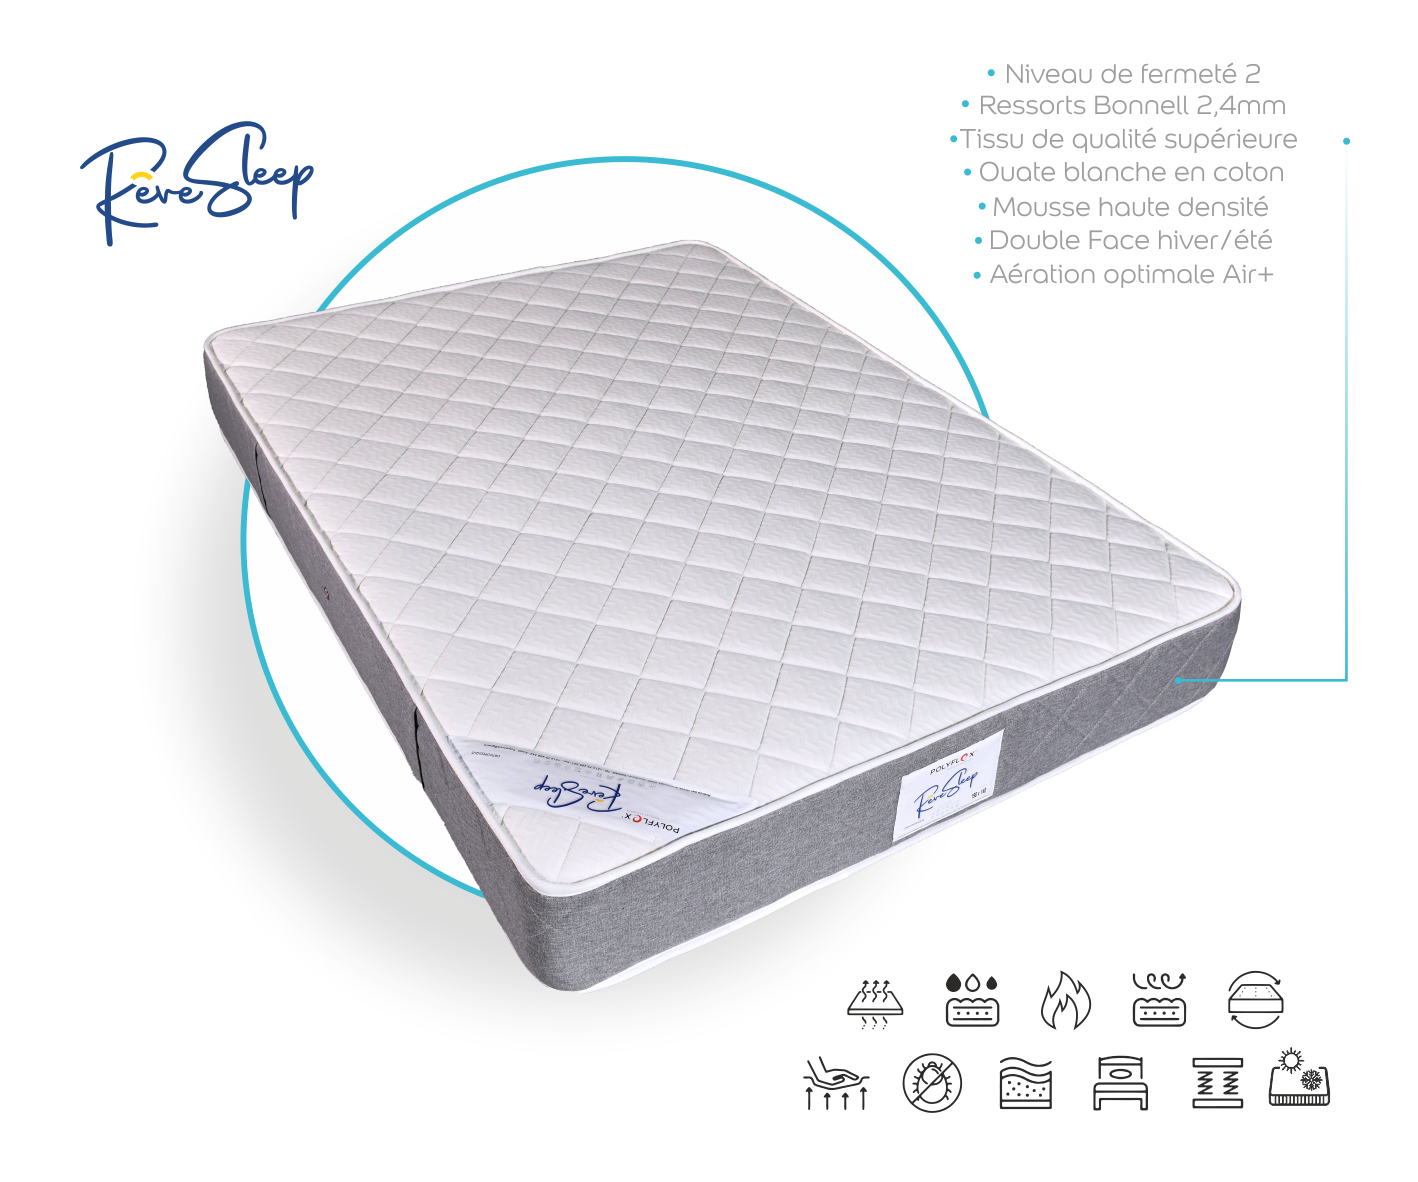 RêveSleep
• Niveau de fermeté 2
• Ressorts Bonnell 2,4mm
•Tissu de qualité supérieure
• Ouate blanche en coton
• Mousse haute densité
• Double Face hiver/été
• Aération optimale Air+
POLYFLEX
RêveSleep
POLYFLEX
RêveSleep